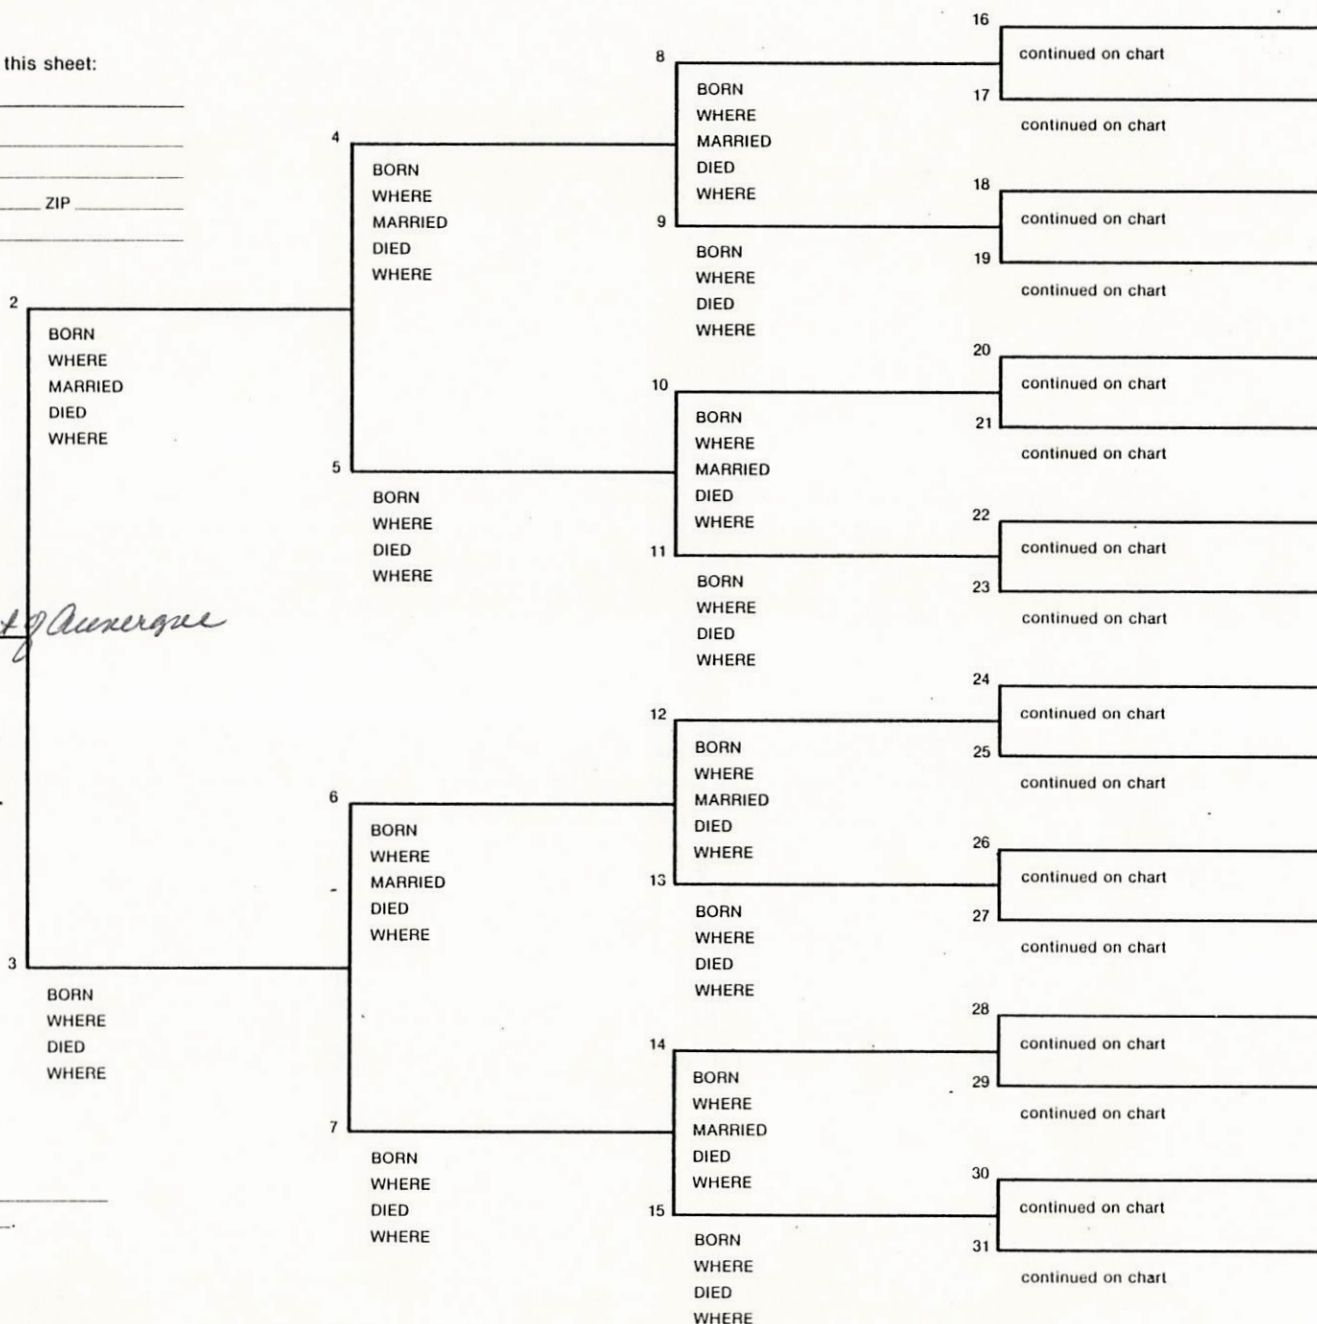 this sheet:
ZIP
2
BORN
WHERE
MARRIED
DIED
WHERE
of Auvergne
3
BORN
WHERE
DIED
WHERE
4
BORN
WHERE
MARRIED
DIED
WHERE
5
BORN
WHERE
DIED
WHERE
6
BORN
WHERE
MARRIED
DIED
WHERE
7
BORN
WHERE
DIED
WHERE
8
BORN
WHERE
MARRIED
DIED
WHERE
9
BORN
WHERE
DIED
WHERE
10
BORN
WHERE
MARRIED
DIED
WHERE
11
BORN
WHERE
DIED
WHERE
12
BORN
WHERE
MARRIED
DIED
WHERE
13
BORN
WHERE
DIED
WHERE
14
BORN
WHERE
MARRIED
DIED
WHERE
15
BORN
WHERE
DIED
WHERE
16
continued on chart
17
continued on chart
18
continued on chart
19
continued on chart
20
continued on chart
21
continued on chart
22
continued on chart
23
continued on chart
24
continued on chart
25
continued on chart
26
continued on chart
27
continued on chart
28
continued on chart
29
continued on chart
30
continued on chart
31
continued on chart